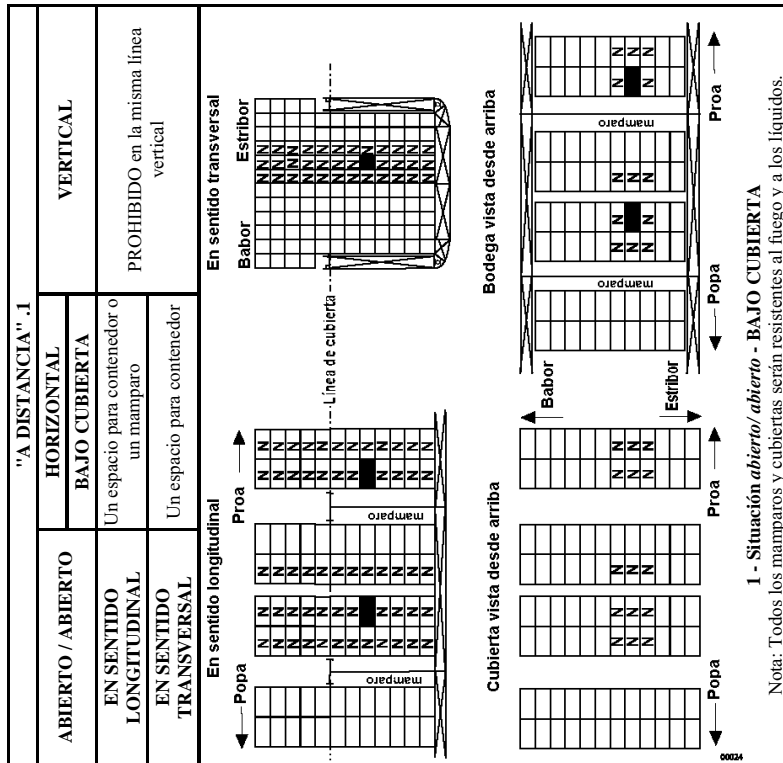 "A DISTANCIA" .1
ABIERTO / ABIERTO
HORIZONTAL
VERTICAL
BAJO CUBIERTA
EN SENTIDO
LONGITUDINAL
Un espacio para contenedor o
un mamparo
PROHIBIDO en la misma línea
vertical
EN SENTIDO
TRANSVERSAL
Un espacio para contenedor
En sentido longitudinal
En sentido transversal
Popa
Proa
Babor
Estribor
Línea de cubierta
mamparo
mamparo
N N N N N
N N N N N
N N N N N
N N N N N
N N N N N
N N N N N
N N N N N
N N
N N N N N
N N N N N
N N N N N
N N N N N
N N N
N N N
N N N
N N N
N N N
N N N
N N N
N N
N N N
N N N
N N N
N N N
Cubierta vista desde arriba
Bodega vista desde arriba
Babor
Estribor
N N N N N
N N N N N
N N N N N
mamparo
mamparo
N N N N N
N N N
N N N N N
Popa
Proa
Popa
Proa
00024
1 - Situación abierto/ abierto - BAJO CUBIERTA
Nota: Todos los mamparos y cubiertas serán resistentes al fuego y a los líquidos.